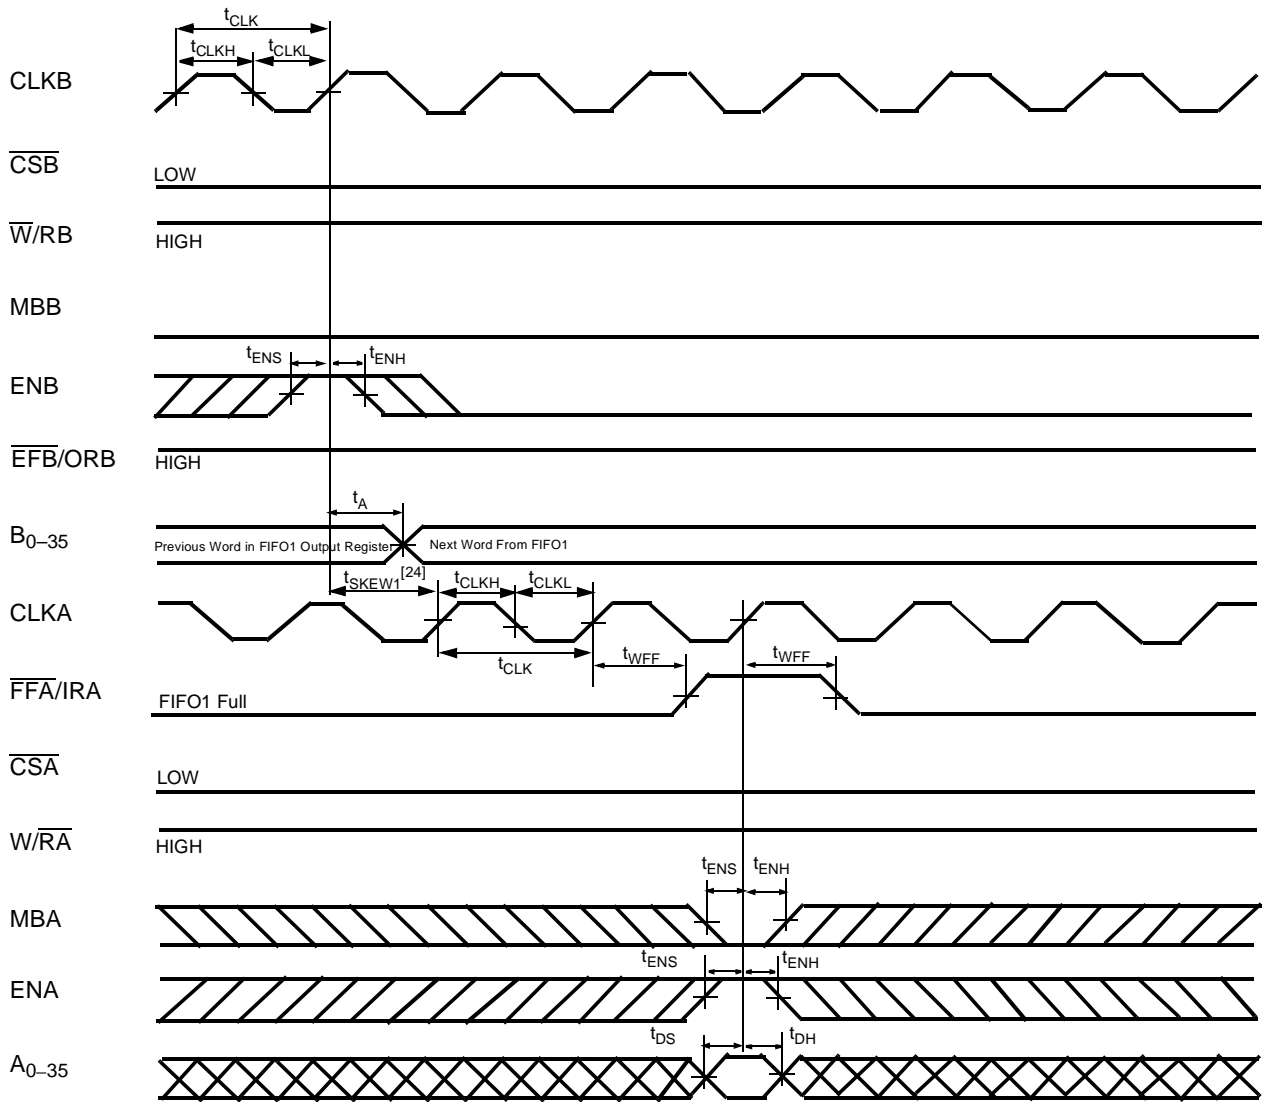 tCLK
tCLKH tCLKL
CLKB
CSB
LOW
W/RB
HIGH
MBB
tENS tENH
ENB
EFB/ORB
HIGH
tA
B0–35
Previous Word in FIFO1 Output Register Next Word From FIFO1
tSKEW1[24] tCLKH tCLKL
CLKA
tCLK tWFF tWFF
FFA/IRA
FIFO1 Full
CSA
LOW
W/RA
HIGH
tENS tENH
MBA
tENS tENH
ENA
tDS tDH
A0–35